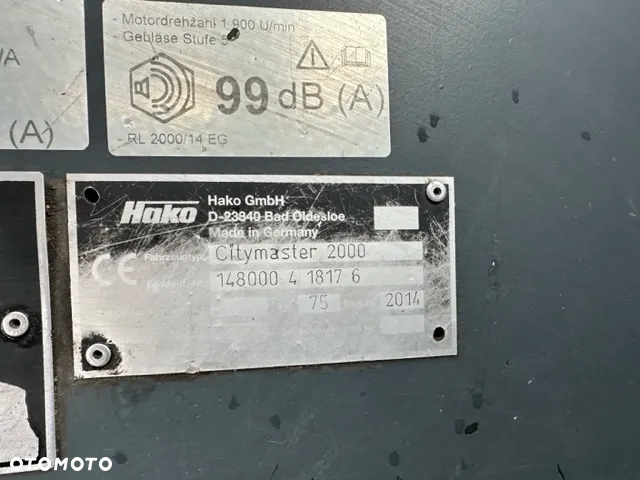 - Motordrehzahl 1 900 U/min
Gebläse Stufe 5
99 dB (A)
- RL 2000/14 EG
/A
(A)
Hako
Hako GmbH
D-23840 Bad Oldesloe
Made in Germany
CE
Fahrzeugtyp
Citymaster 2000
148000 4 1817 6
75
2014
OTOMOTO